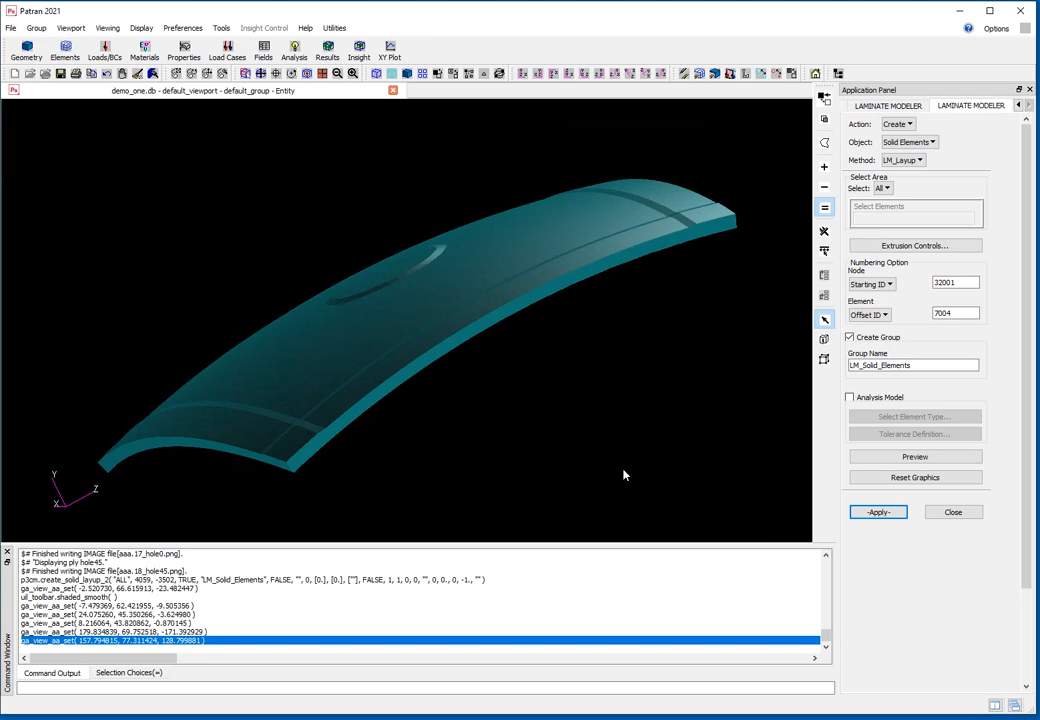 Patran 2021
File Group Viewport Viewing Display Preferences Tools Insight Control Help Utilities
Options
Geometry Elements Loads/BCs Materials Properties Load Cases Fields Analysis Results Insight XY Plot
demo_one.db - default_viewport - default_group - Entity
Application Panel
LAMINATE MODELER LAMINATE MODELER
Action: Create
Object: Solid Elements
Method: LM_Layup
Select Area
Select: All
Select Elements
Extrusion Controls...
Numbering Option
Node
Starting ID 32001
Element
Offset ID 7004
Create Group
Group Name
LM_Solid_Elements
Analysis Model
Select Element Type...
Tolerance Definition...
Preview
Reset Graphics
-Apply- Close
Y
Z
X
$# Finished writing IMAGE file[aaa.17_hole0.png].
$# "Displaying ply hole45."
$# Finished writing IMAGE file[aaa.18_hole45.png].
p3cm.create_solid_layup_2( "ALL", 4059, -3502, TRUE, "LM_Solid_Elements", FALSE, "", 0, [0.], [0.], [""], FALSE, 1, 1, 0, 0, "", 0, 0., 0, -1., "" )
ga_view_aa_set( -2.520730, 66.615913, -23.482447 )
uil_toolbar.shaded_smooth( )
ga_view_aa_set( -7.479369, 62.421955, -9.505356 )
ga_view_aa_set( 24.075260, 45.350266, -3.624980 )
ga_view_aa_set( 8.216064, 43.820862, -0.870145 )
ga_view_aa_set( 179.834839, 69.752518, -171.392929 )
ga_view_aa_set( 157.794815, 77.311424, 128.799881 )
Command Window
Command Output Selection Choices(=)